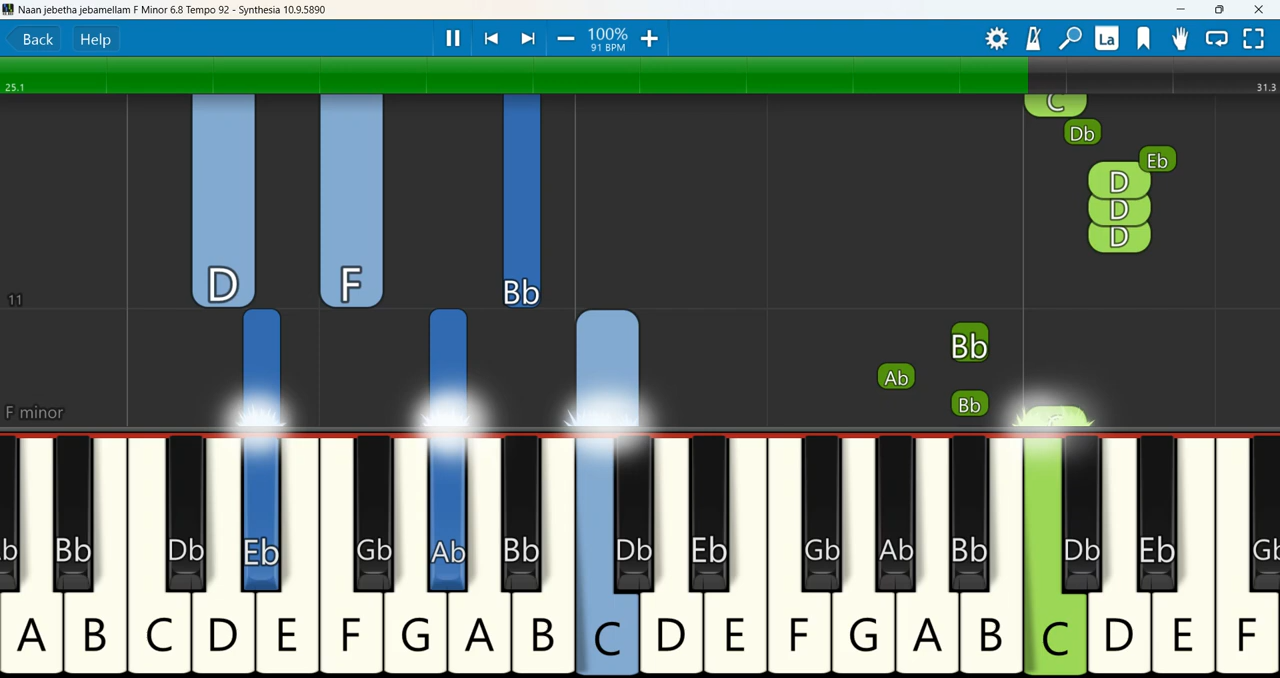 Naan jebetha jebamellam F Minor 6.8 Tempo 92 - Synthesia 10.9.5890
Back Help 100% La
91 BPM
25.1 31.3
C
Db
Eb
D
D
D
D F Bb
11
Bb
Ab
Bb
F minor
C
Bb Db Eb Gb Ab Bb Db Eb Gb Ab Bb Db Eb
A B C D E F G A B C D E F G A B C D E F